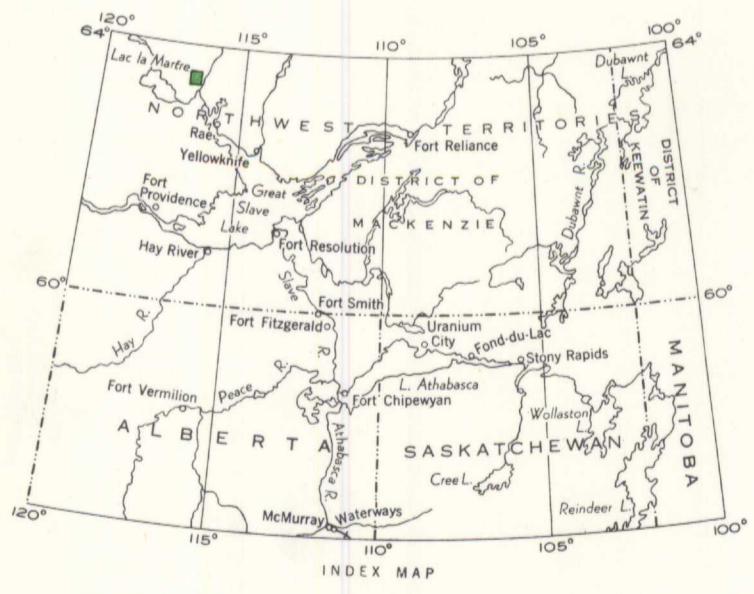 120°
115°
110°
105°
100°
64°
64°
Lac la Martre
Dubawnt
NORTHWEST TERRITORIE
Rae
Yellowknife
Fort Reliance
DISTRICT OF KEEWATIN
DISTRICT OF
Fort Providence
Great Slave Lake
DISTRICT OF
MACKENZIE
Dubawnt R.
Hay River
Fort Resolution
Slave R.
60°
60°
Fort Smith
Hay R.
Fort Fitzgerald
Uranium City
Fond-du-Lac
Stony Rapids
MANITOBA
Fort Vermilion
Peace R.
L. Athabasca
Fort Chipewyan
Wollaston L.
ALBERTA
Athabasca R.
SASKATCHEWAN
Cree L.
Reindeer L.
McMurray
Waterways
120°
115°
110°
105°
100°
INDEX MAP